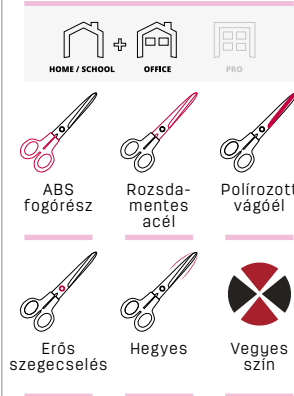 HOME / SCHOOL OFFICE PRO
ABS
fogórész
Rozsda-
mentes
acél
Polírozott
vágóél
Erős
szegecselés
Hegyes
Vegyes
szín